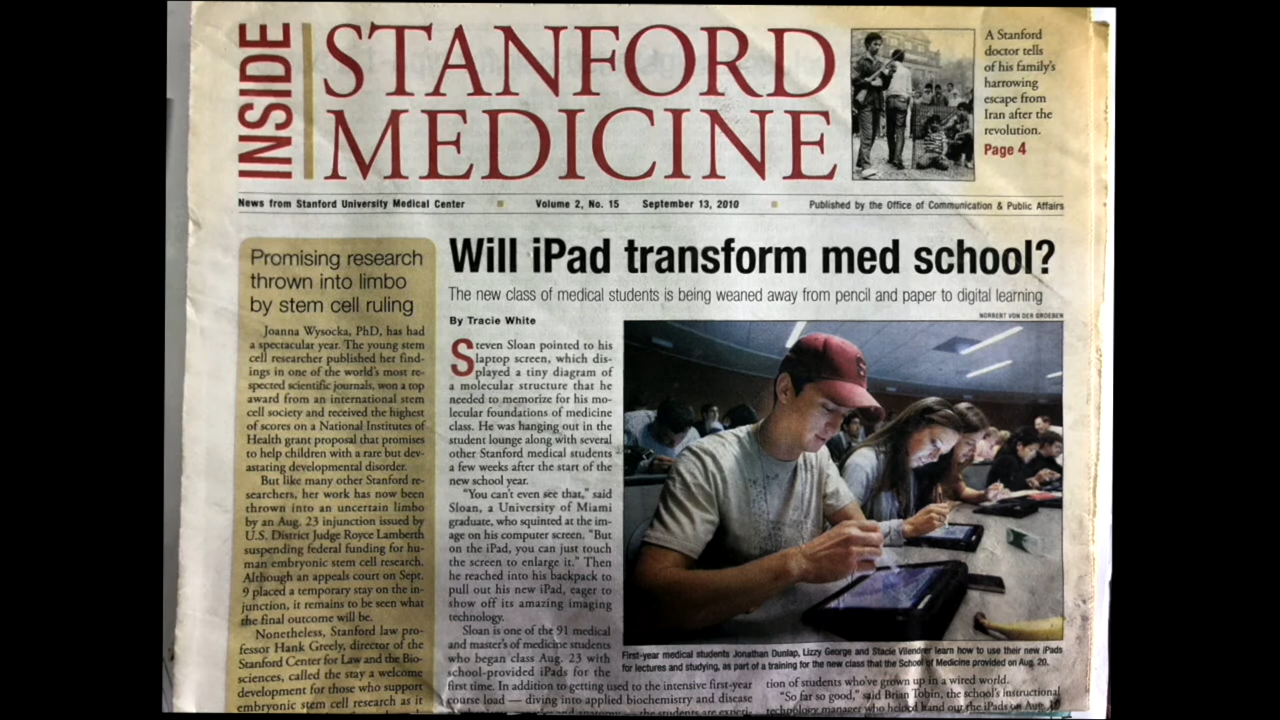 INSIDE
STANFORD
MEDICINE
A Stanford
doctor tells
of his family's
harrowing
escape from
Iran after the
revolution.
Page 4
News from Stanford University Medical Center Volume 2, No. 15 September 13, 2010 Published by the Office of Communication & Public Affairs
Promising research
thrown into limbo
by stem cell ruling
Joanna Wysocka, PhD, has had
a spectacular year. The young stem
cell researcher published her find-
ings in one of the world's most re-
spected scientific journals, won a top
award from an international stem
cell society and received the highest
of scores on a National Institutes of
Health grant proposal that promises
to help children with a rare but dev-
astating developmental disorder.
But like many other Stanford re-
searchers, her work has now been
thrown into an uncertain limbo
by an Aug. 23 injunction issued by
U.S. District Judge Royce Lamberth
suspending federal funding for hu-
man embryonic stem cell research.
Although an appeals court on Sept.
9 placed a temporary stay on the in-
junction, it remains to be seen what
the final outcome will be.
Nonetheless, Stanford law pro-
fessor Hank Greely, director of the
Stanford Center for Law and the Bio-
sciences, called the stay a welcome
development for those who support
embryonic stem cell research as it
Will iPad transform med school?
The new class of medical students is being weaned away from pencil and paper to digital learning
NORBERT VON DER GROEBEN
By Tracie White
Steven Sloan pointed to his
laptop screen, which dis-
played a tiny diagram of
a molecular structure that he
needed to memorize for his mo-
lecular foundations of medicine
class. He was hanging out in the
student lounge along with several
other Stanford medical students
a few weeks after the start of the
new school year.
"You can't even see that," said
Sloan, a University of Miami
graduate, who squinted at the im-
age on his computer screen. "But
on the iPad, you can just touch
the screen to enlarge it." Then
he reached into his backpack to
pull out his new iPad, eager to
show off its amazing imaging
technology.
Sloan is one of the 91 medical
and master's of medicine students
who began class Aug. 23 with
school-provided iPads for the
first time. In addition to getting used to the intensive first-year
course load — diving into applied biochemistry and disease
the students are experi-
First-year medical students Jonathan Dunlap, Lizzy George and Stacie Vilendrer learn how to use their new iPads
for lectures and studying, as part of a training for the new class that the School of Medicine provided on Aug. 20.
tion of students who've grown up in a wired world.
"So far so good," said Brian Tobin, the school's instructional
technology manager who helped hand out the iPads on Aug.